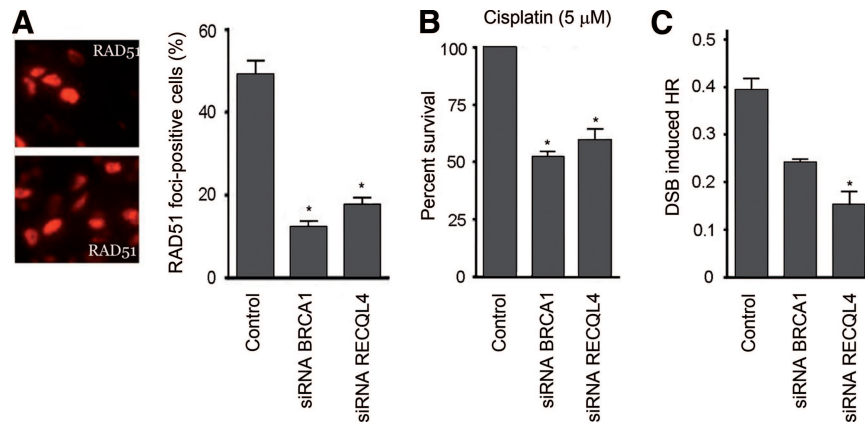 A
RAD51
RAD51
RAD51 foci-positive cells (%)
60
40
20
0
*
*
Control
siRNA BRCA1
siRNA RECQL4
B
Cisplatin (5 μM)
Percent survival
100
75
50
25
0
*
*
Control
siRNA BRCA1
siRNA RECQL4
C
DSB induced HR
0.5
0.4
0.3
0.2
0.1
0
*
Control
siRNA BRCA1
siRNA RECQL4